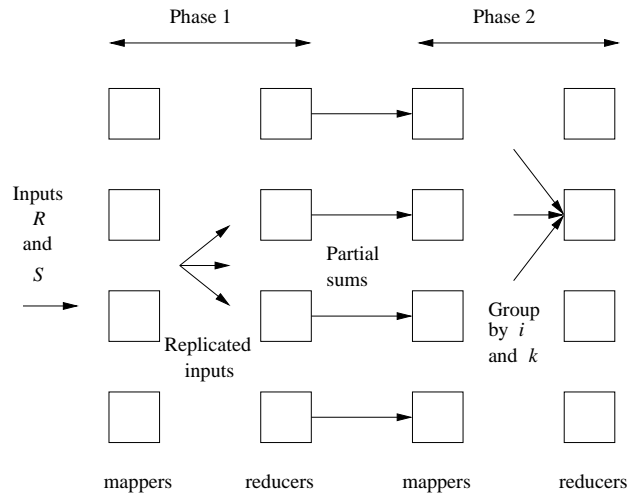 Phase 1
Phase 2
Inputs
R
and
S
Replicated
inputs
Partial
sums
Group
by i
and k
mappers
reducers
mappers
reducers